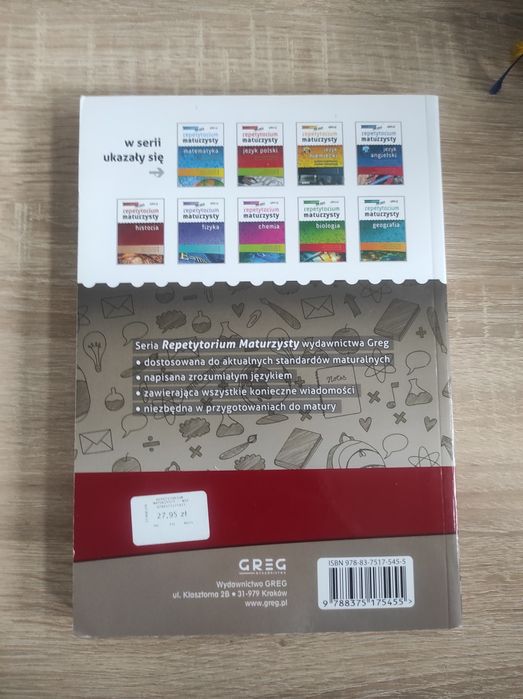 w serii
ukazały się
repetytorium
maturzysty
matematyka
repetytorium
maturzysty
język polski
repetytorium
maturzysty
język
niemiecki
repetytorium
maturzysty
język
angielski
repetytorium
maturzysty
historia
repetytorium
maturzysty
fizyka
repetytorium
maturzysty
chemia
repetytorium
maturzysty
biologia
repetytorium
maturzysty
geografia
Seria Repetytorium Maturzysty wydawnictwa Greg
• dostosowana do aktualnych standardów maturalnych
• napisana zrozumiałym językiem
• zawierająca wszystkie konieczne wiadomości
• niezbędna w przygotowaniach do matury
Notes
27,95 zł
GREG
WYDAWNICTWO
Wydawnictwo GREG
ul. Klasztorna 2B • 31-979 Kraków
www.greg.pl
ISBN 978-83-7517-545-5
9 788375 175455 >